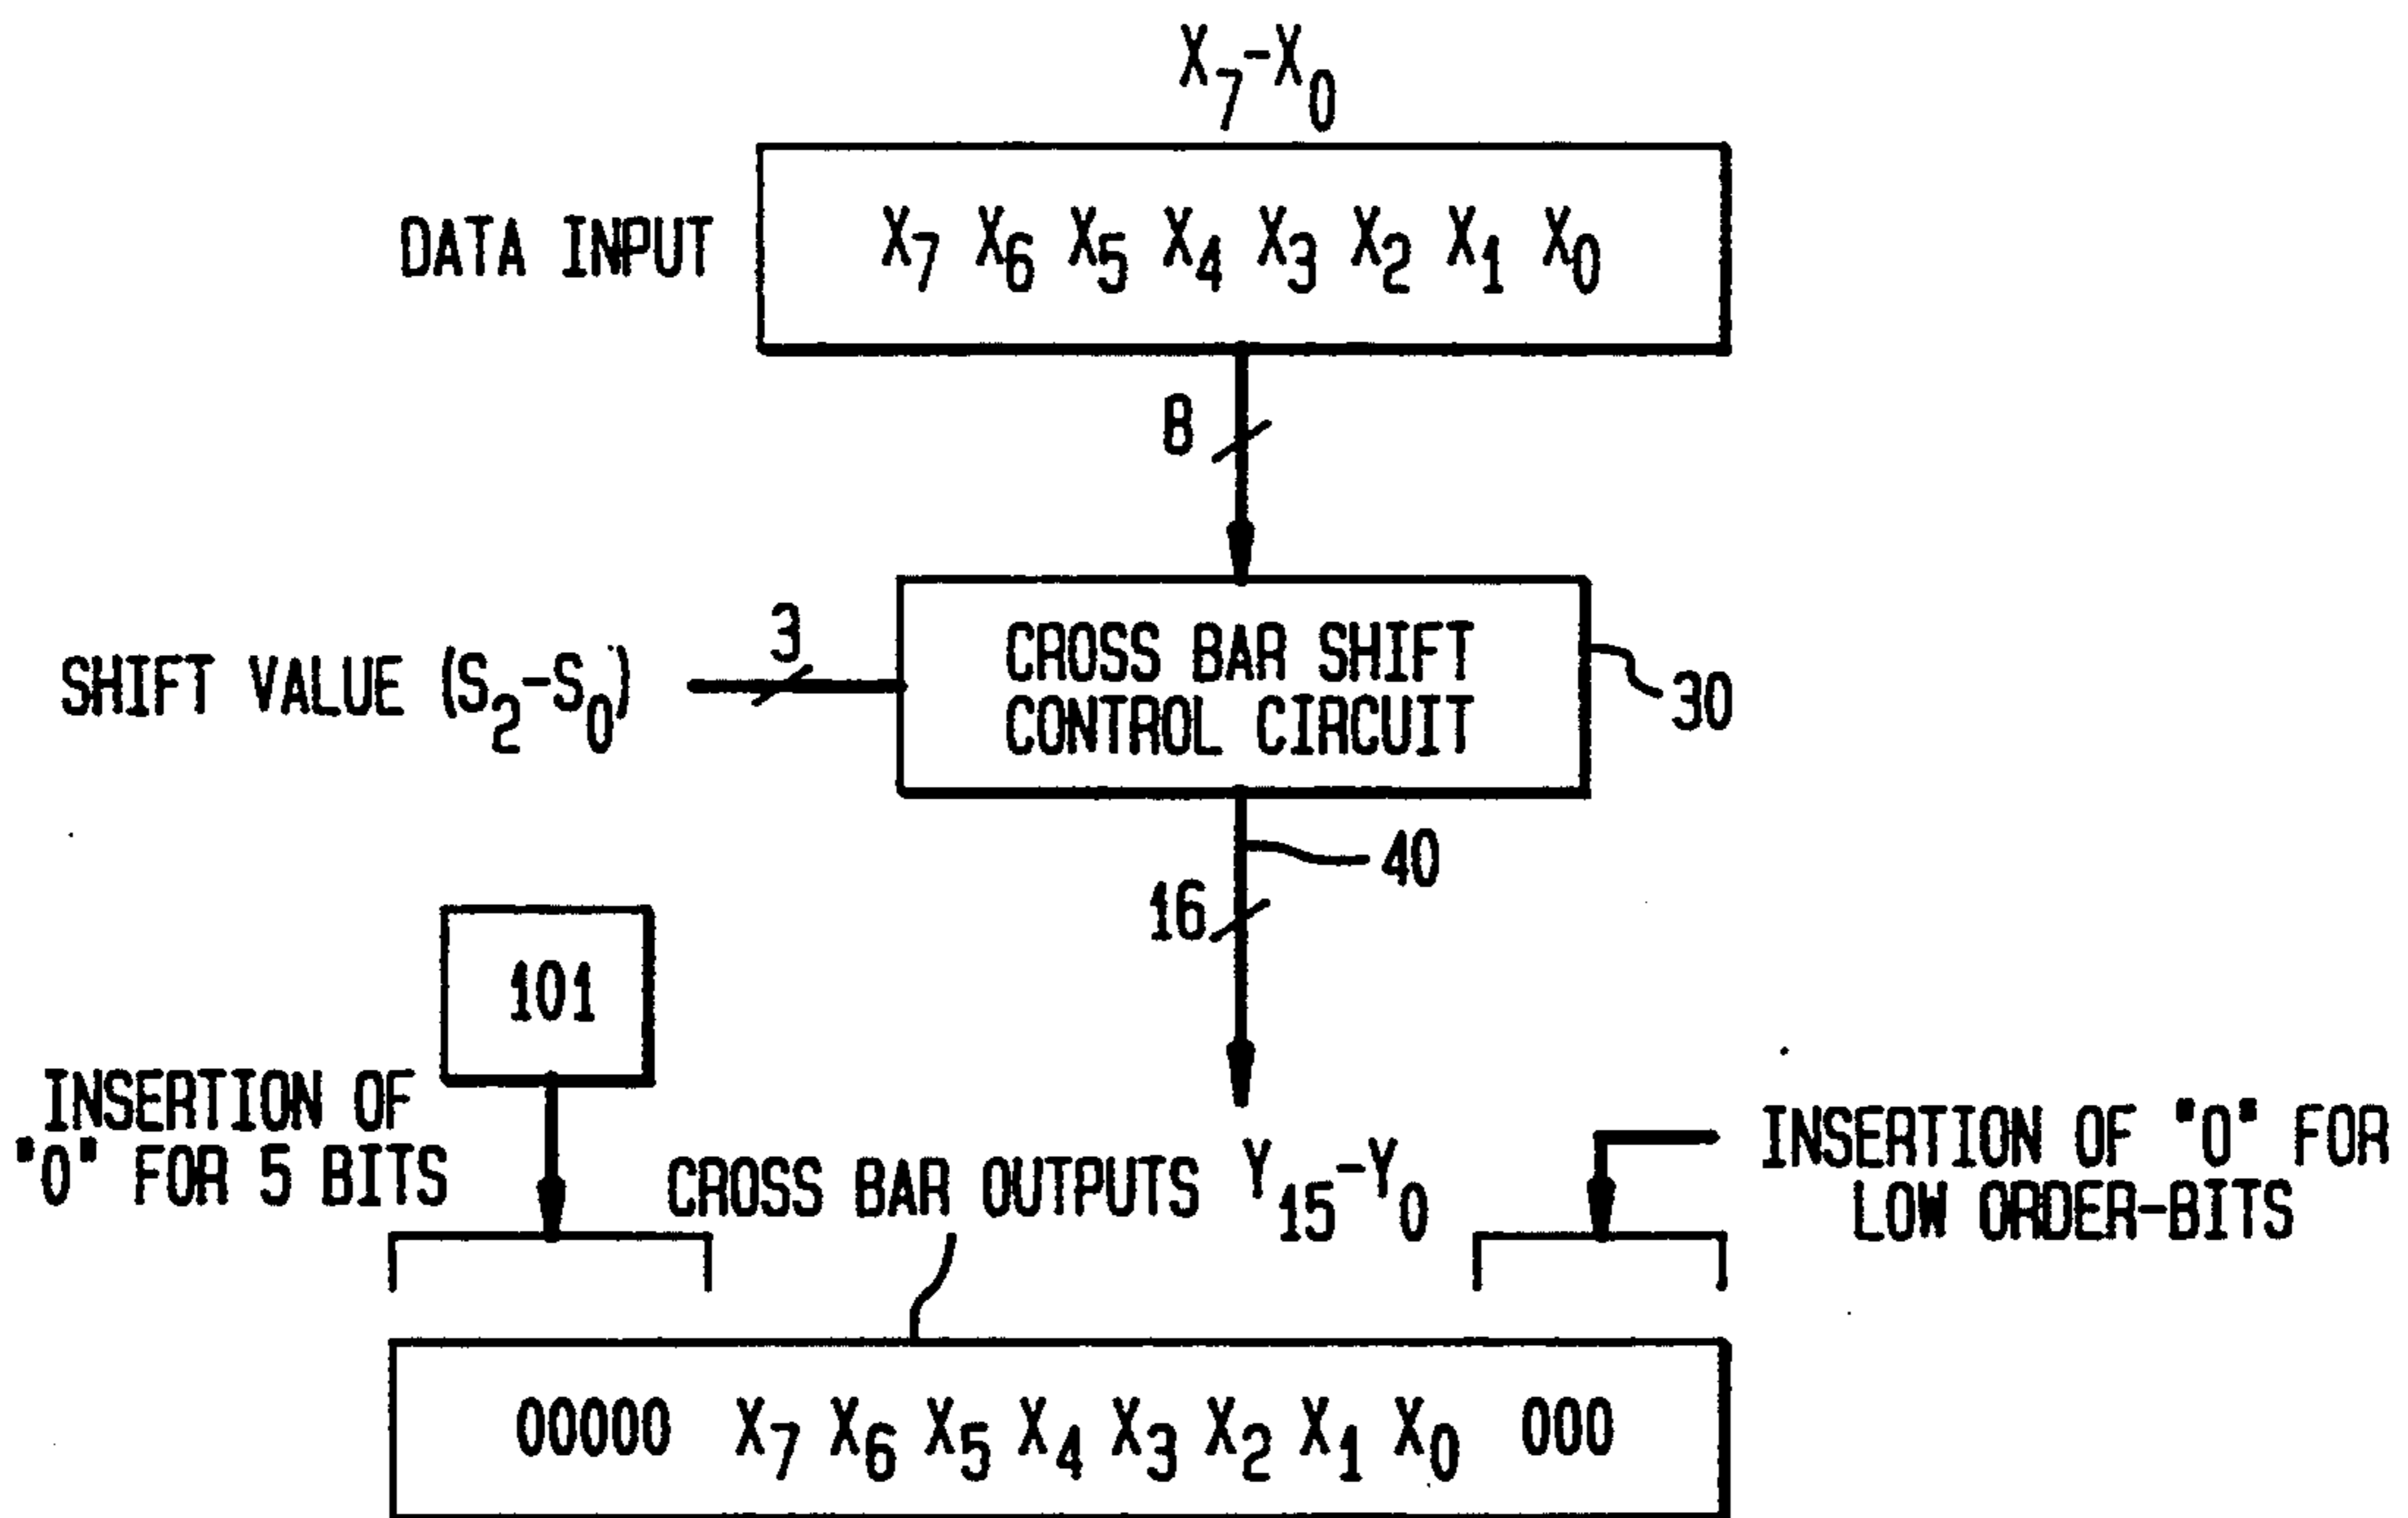 X₇-X₀
DATA INPUT
X₇ X₆ X₅ X₄ X₃ X₂ X₁ X₀
8
SHIFT VALUE (S₂-S₀)
3
CROSS BAR SHIFT
CONTROL CIRCUIT
30
40
16
101
INSERTION OF
"0" FOR 5 BITS
CROSS BAR OUTPUTS Y₁₅-Y₀
INSERTION OF "0" FOR
LOW ORDER-BITS
00000 X₇ X₆ X₅ X₄ X₃ X₂ X₁ X₀ 000